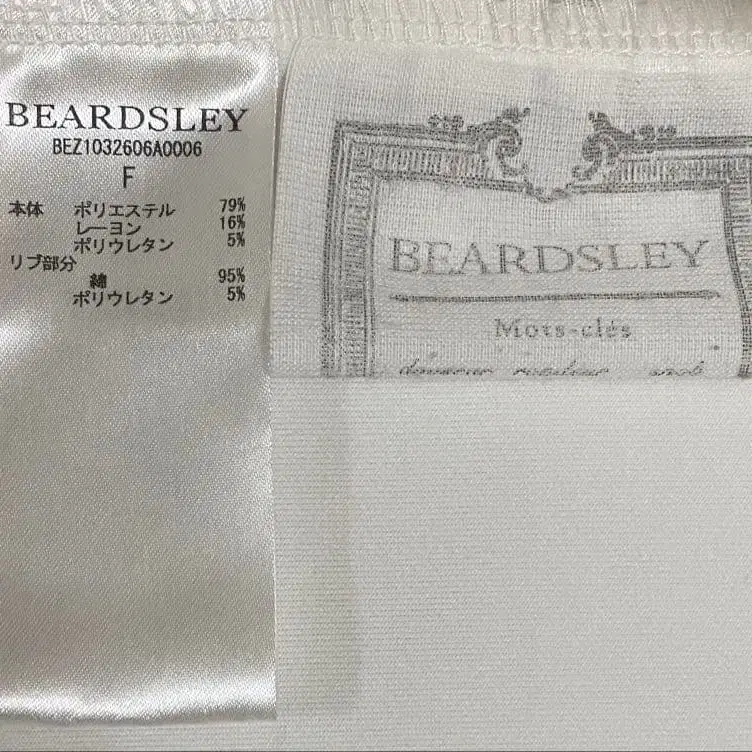 BEARDSLEY
BEZ1032606A0006
F
本体 ポリエステル 79%
レーヨン 16%
ポリウレタン 5%
リブ部分
綿 95%
ポリウレタン 5%
BEARDSLEY
Mots-clés